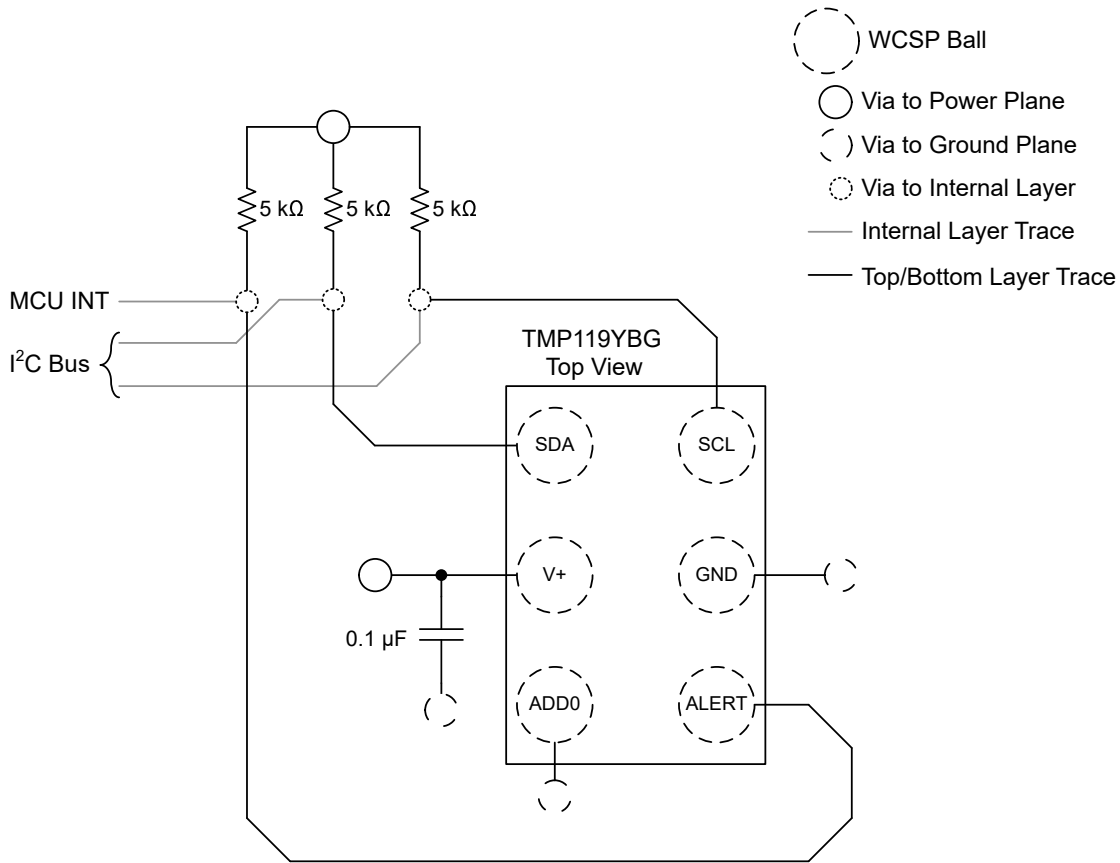 WCSP Ball
Via to Power Plane
Via to Ground Plane
Via to Internal Layer
Internal Layer Trace
Top/Bottom Layer Trace
5 kΩ
5 kΩ
5 kΩ
MCU INT
I²C Bus
TMP119YBG
Top View
SDA
SCL
V+
GND
0.1 µF
ADD0
ALERT